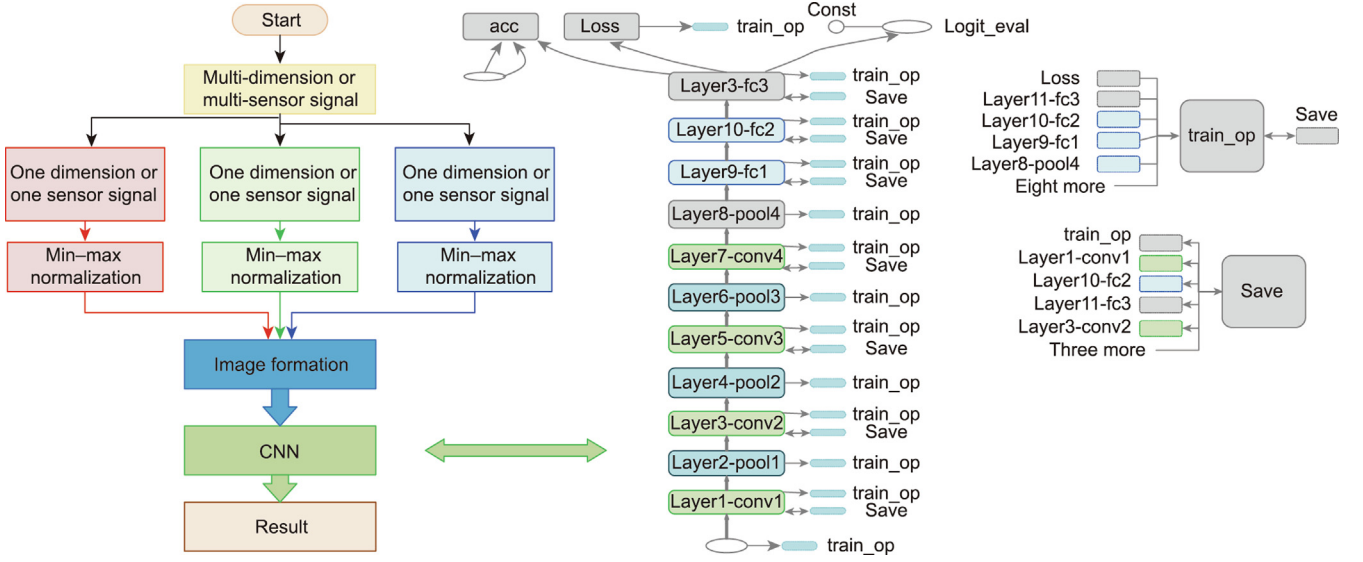 Start
Multi-dimension or
multi-sensor signal
One dimension or
one sensor signal
One dimension or
one sensor signal
One dimension or
one sensor signal
Min–max
normalization
Min–max
normalization
Min–max
normalization
Image formation
CNN
Result
acc
Loss
train_op
Const
Logit_eval
Layer3-fc3
train_op
Save
Layer10-fc2
train_op
Save
Layer9-fc1
train_op
Save
Layer8-pool4
train_op
Layer7-conv4
train_op
Save
Layer6-pool3
train_op
Layer5-conv3
train_op
Save
Layer4-pool2
train_op
Layer3-conv2
train_op
Save
Layer2-pool1
train_op
Layer1-conv1
train_op
Save
train_op
Loss
Layer11-fc3
Layer10-fc2
Layer9-fc1
Layer8-pool4
Eight more
train_op
Save
train_op
Layer1-conv1
Layer10-fc2
Layer11-fc3
Layer3-conv2
Three more
Save